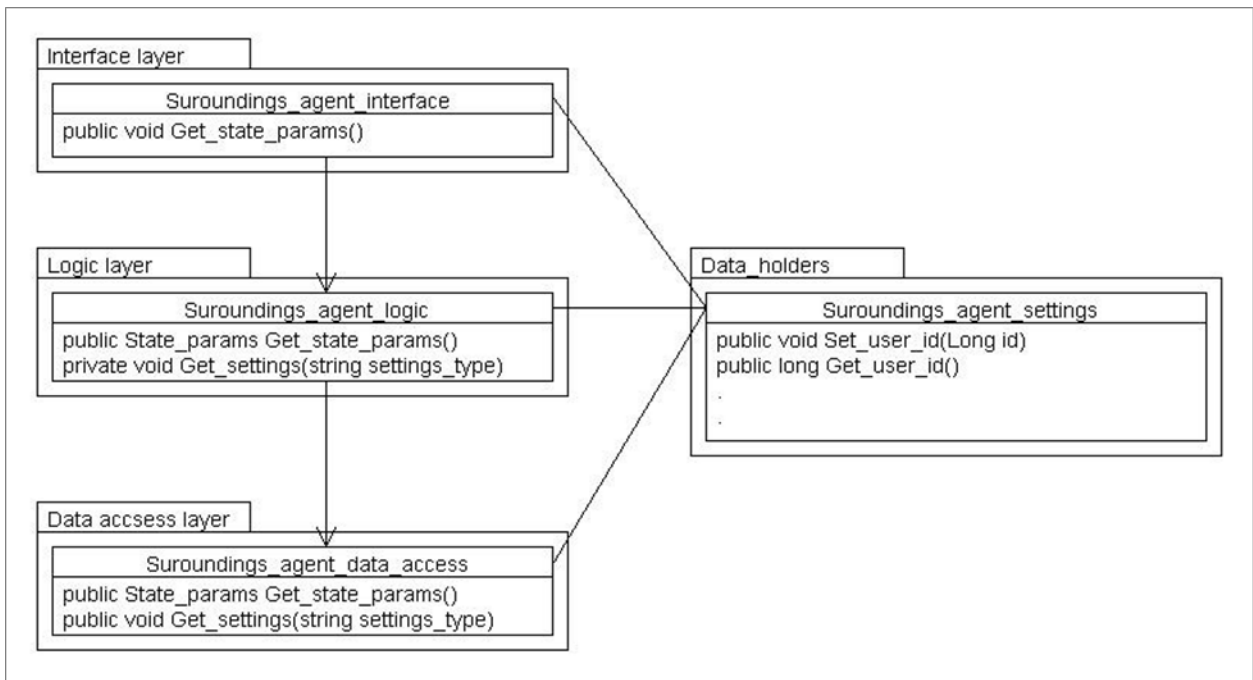 Interface layer
Suroundings_agent_interface
public void Get_state_params()
Logic layer
Suroundings_agent_logic
public State_params Get_state_params()
private void Get_settings(string settings_type)
Data_holders
Suroundings_agent_settings
public void Set_user_id(Long id)
public long Get_user_id()
.
.
Data accsess layer
Suroundings_agent_data_access
public State_params Get_state_params()
public void Get_settings(string settings_type)